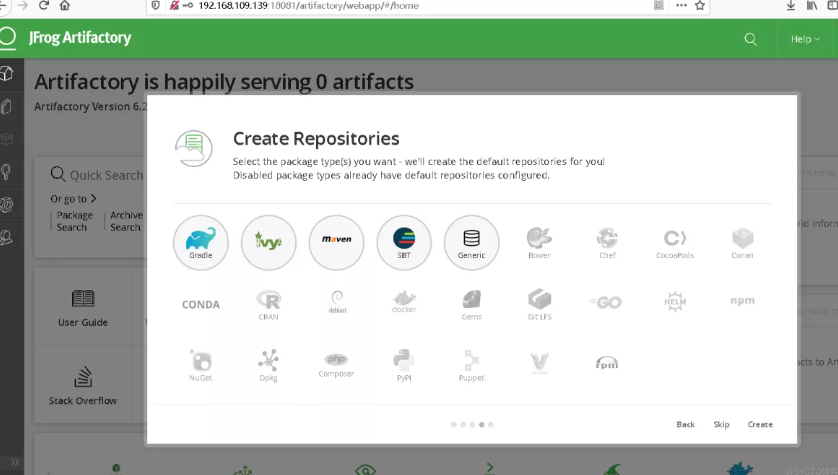 192.168.109.139:18081/artifactory/webapp/#/home
JFrog Artifactory
Help
Artifactory is happily serving 0 artifacts
Artifactory Version 6.2
Create Repositories
Select the package type(s) you want - we'll create the default repositories for you!
Disabled package types already have default repositories configured.
Quick Search
Or go to
Package Search
Archive Search
Gradle
ivy
maven
SBT
Generic
Bower
Chef
CocoaPods
Conan
CONDA
CRAN
debian
docker
Gems
Git LFS
GO
HELM
npm
NuGet
Opkg
php
Composer
PyPI
Puppet
rpm
User Guide
Stack Overflow
Back
Skip
Create